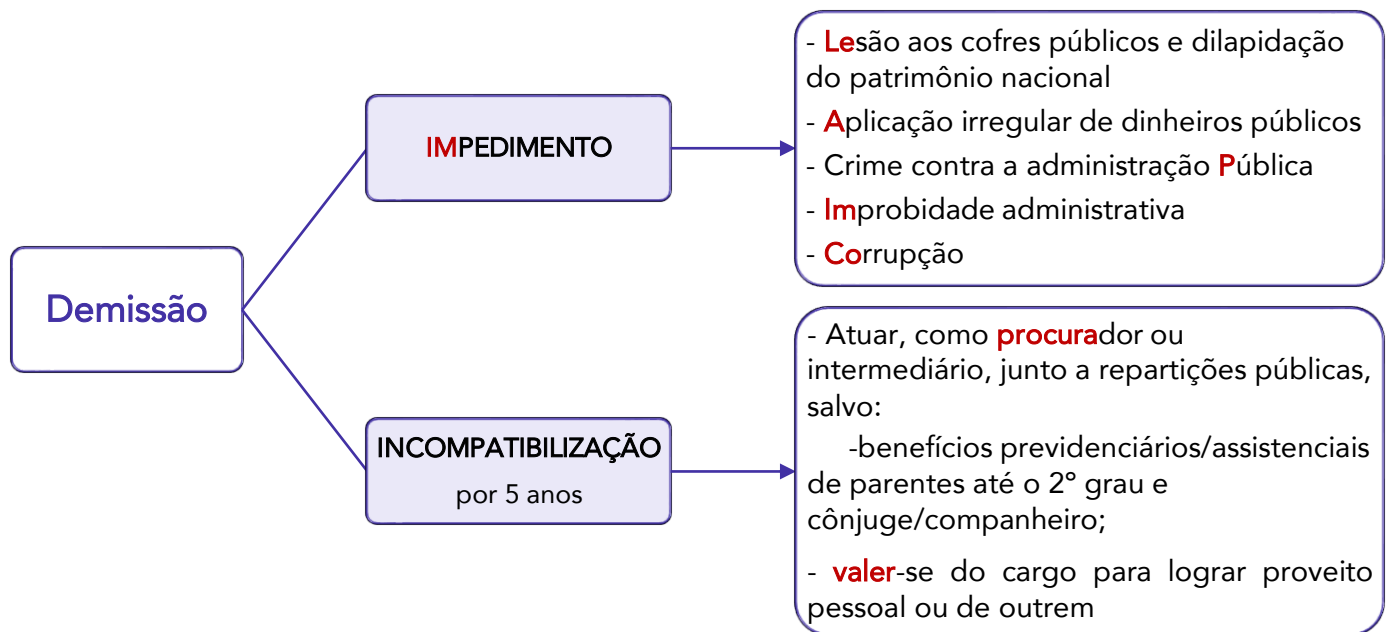 Demissão
IMPEDIMENTO
- Lesão aos cofres públicos e dilapidação
do patrimônio nacional
- Aplicação irregular de dinheiros públicos
- Crime contra a administração Pública
- Improbidade administrativa
- Corrupção
INCOMPATIBILIZAÇÃO
por 5 anos
- Atuar, como procurador ou
intermediário, junto a repartições públicas,
salvo:
-benefícios previdenciários/assistenciais
de parentes até o 2º grau e
cônjuge/companheiro;
- valer-se do cargo para lograr proveito
pessoal ou de outrem